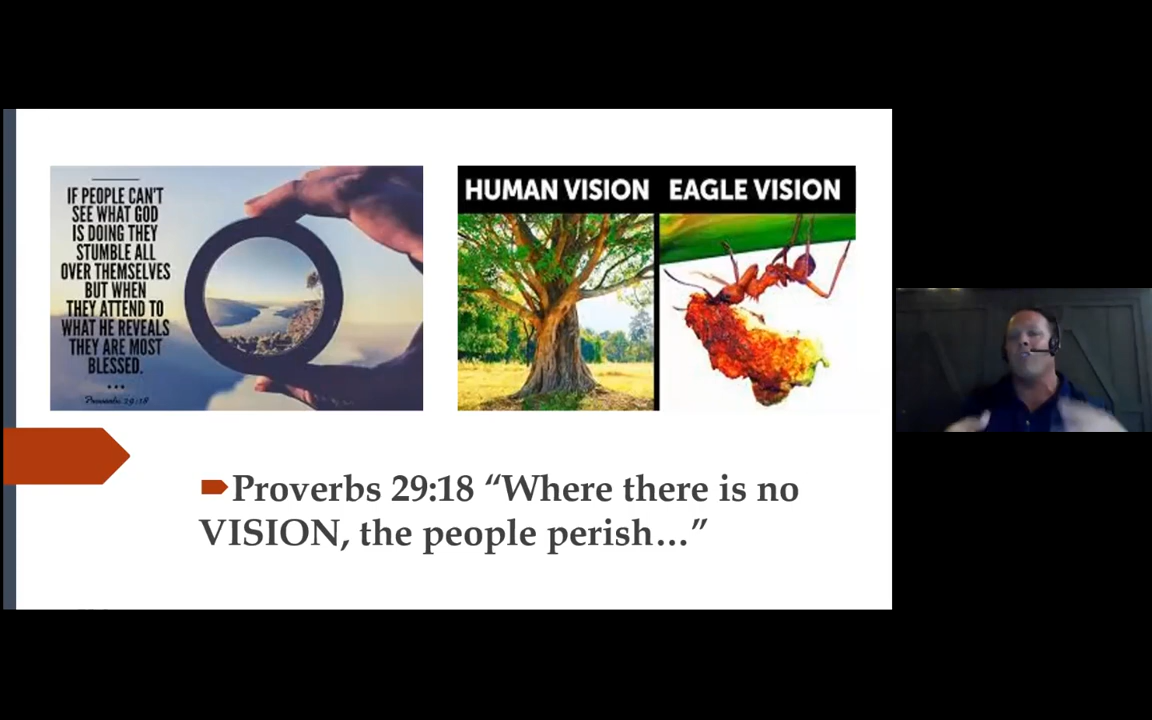 IF PEOPLE CAN'T
SEE WHAT GOD
IS DOING THEY
STUMBLE ALL
OVER THEMSELVES
BUT WHEN
THEY ATTEND TO
WHAT HE REVEALS
THEY ARE MOST
BLESSED.
Proverbs 29:18
HUMAN VISION
EAGLE VISION
Proverbs 29:18 “Where there is no
VISION, the people perish…”